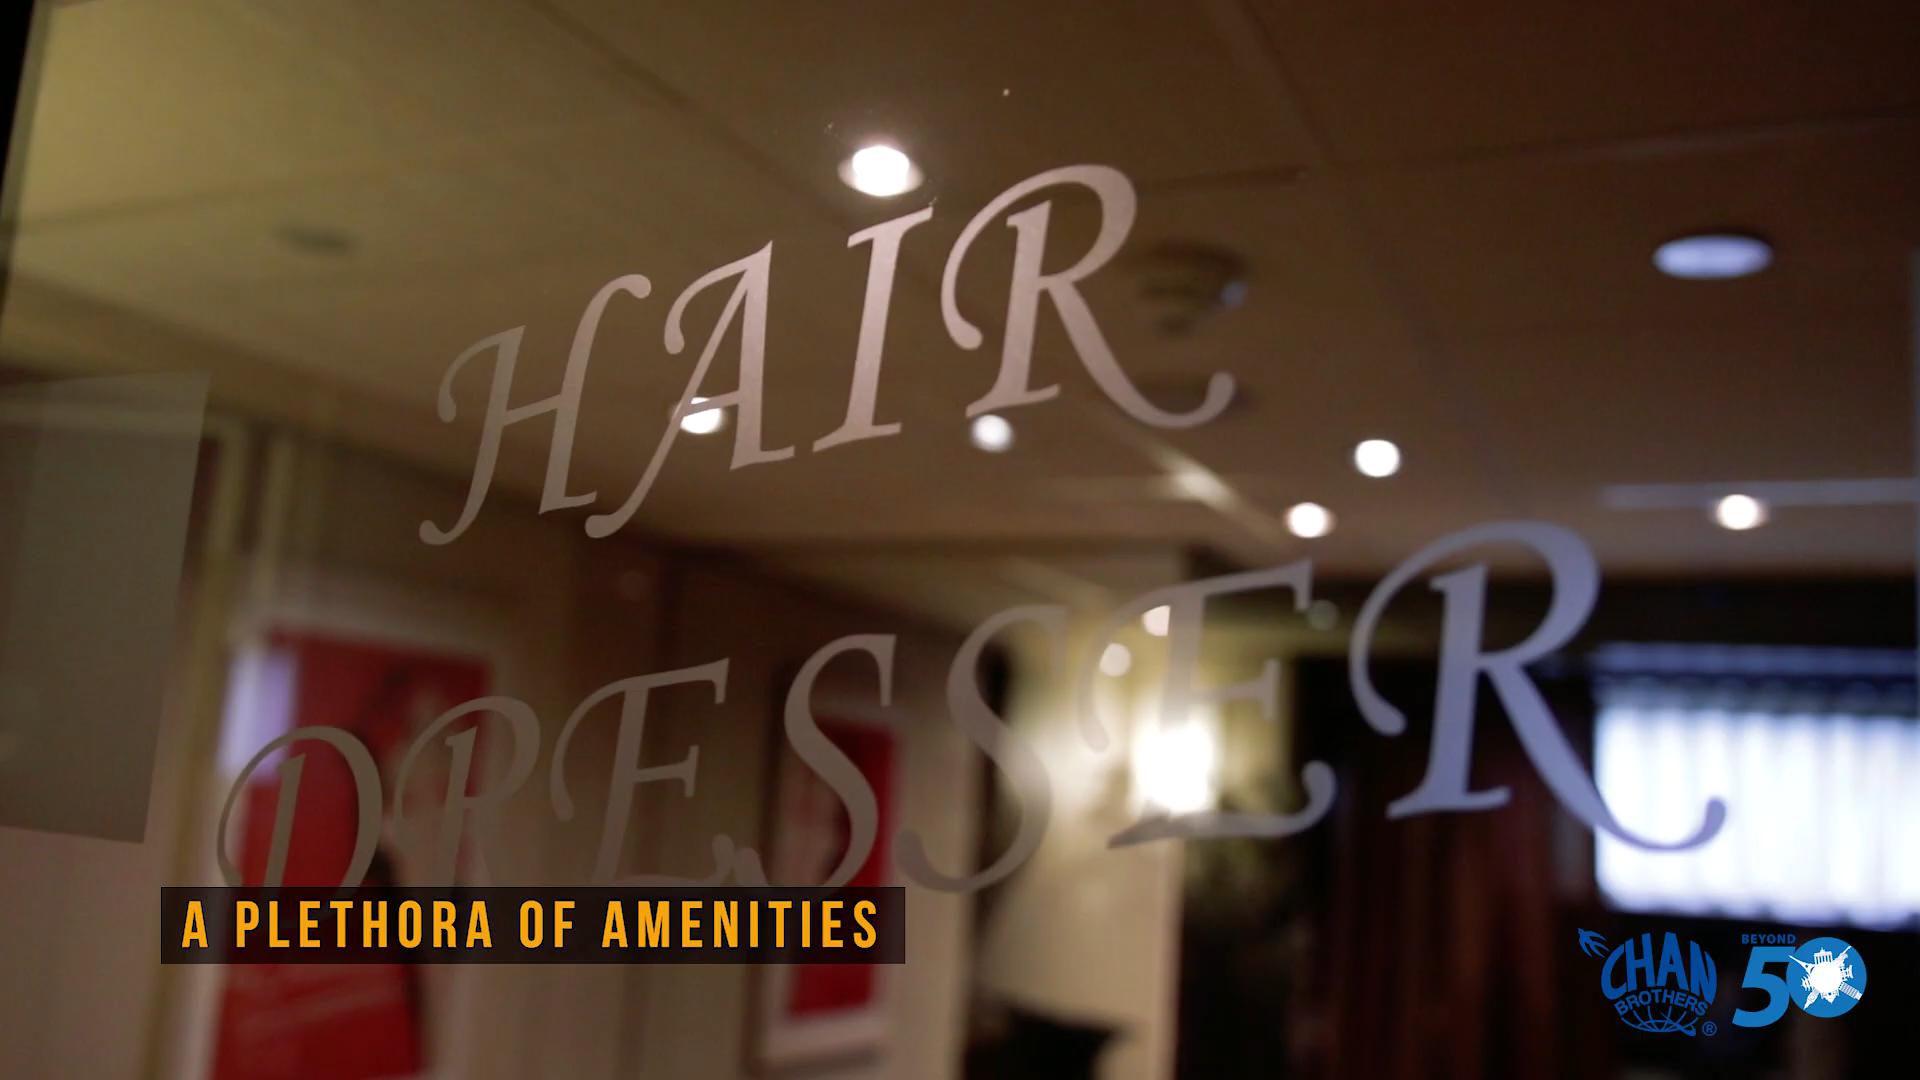 HAIR
DRESSER
A PLETHORA OF AMENITIES
CHAN
BROTHERS
®
BEYOND
50